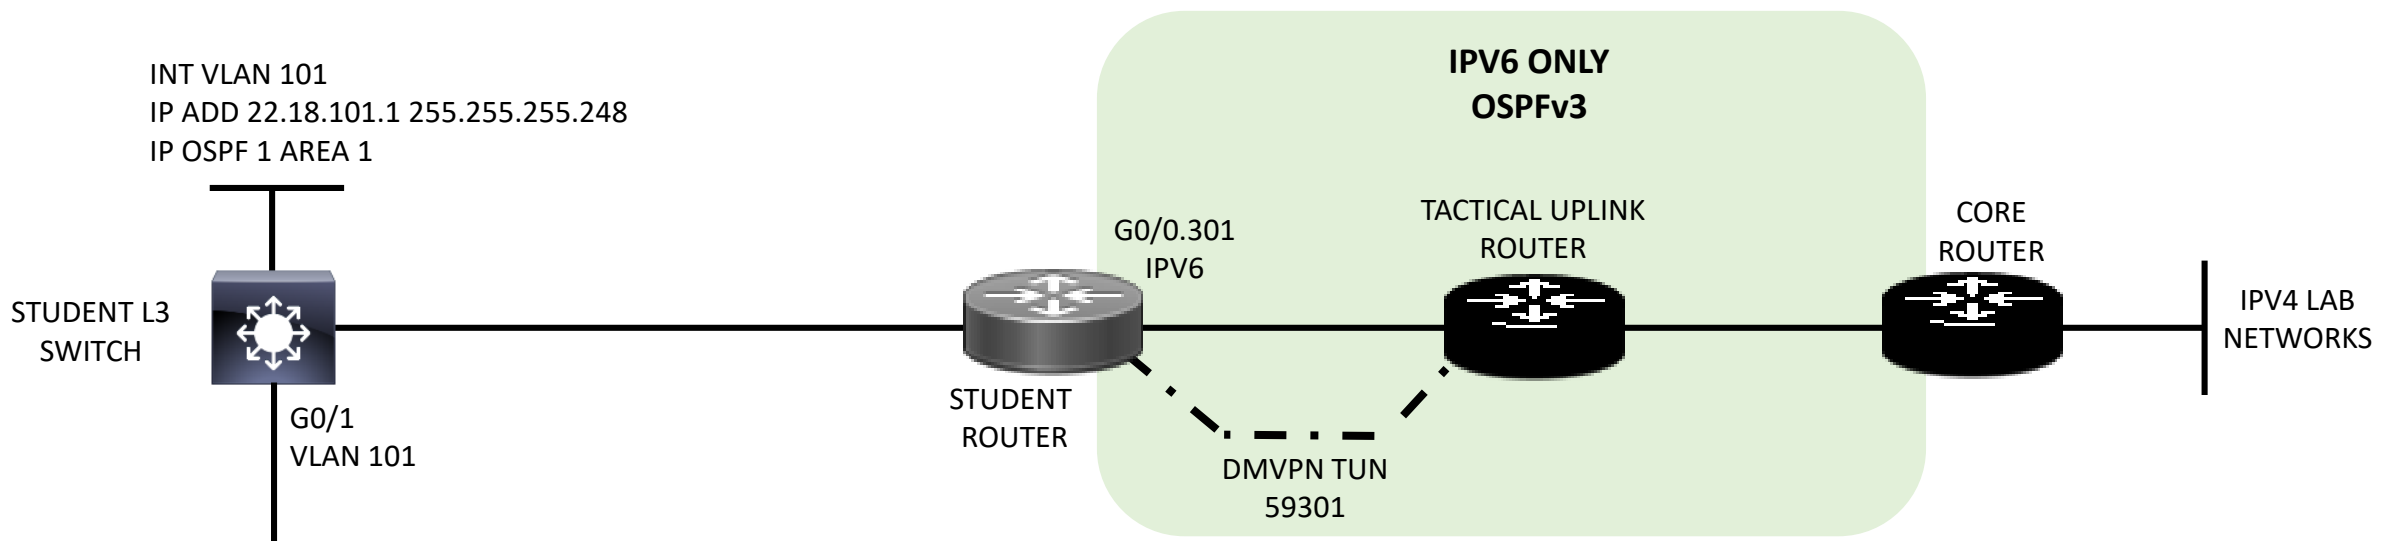 INT VLAN 101
IP ADD 22.18.101.1 255.255.255.248
IP OSPF 1 AREA 1
STUDENT L3
SWITCH
G0/1
VLAN 101
STUDENT
ROUTER
G0/0.301
IPV6
IPV6 ONLY
OSPFv3
TACTICAL UPLINK
ROUTER
DMVPN TUN
59301
CORE
ROUTER
IPV4 LAB
NETWORKS